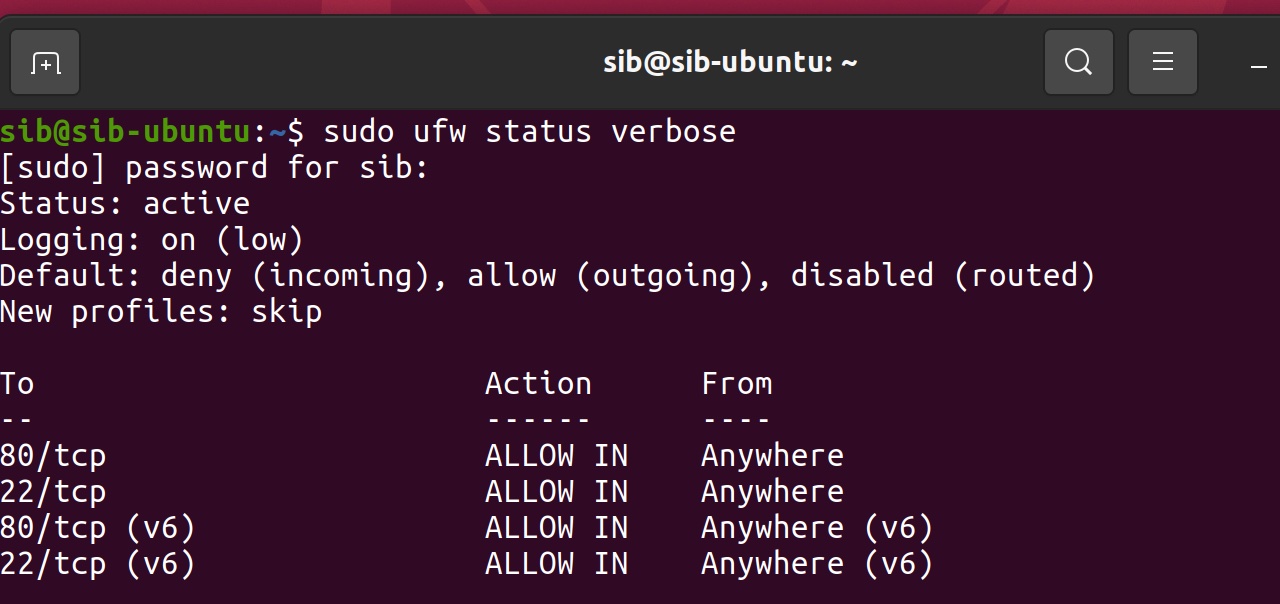 sib@sib-ubuntu: ~
sib@sib-ubuntu:~$ sudo ufw status verbose
[sudo] password for sib:
Status: active
Logging: on (low)
Default: deny (incoming), allow (outgoing), disabled (routed)
New profiles: skip
To Action From
-- ------ ----
80/tcp ALLOW IN Anywhere
22/tcp ALLOW IN Anywhere
80/tcp (v6) ALLOW IN Anywhere (v6)
22/tcp (v6) ALLOW IN Anywhere (v6)